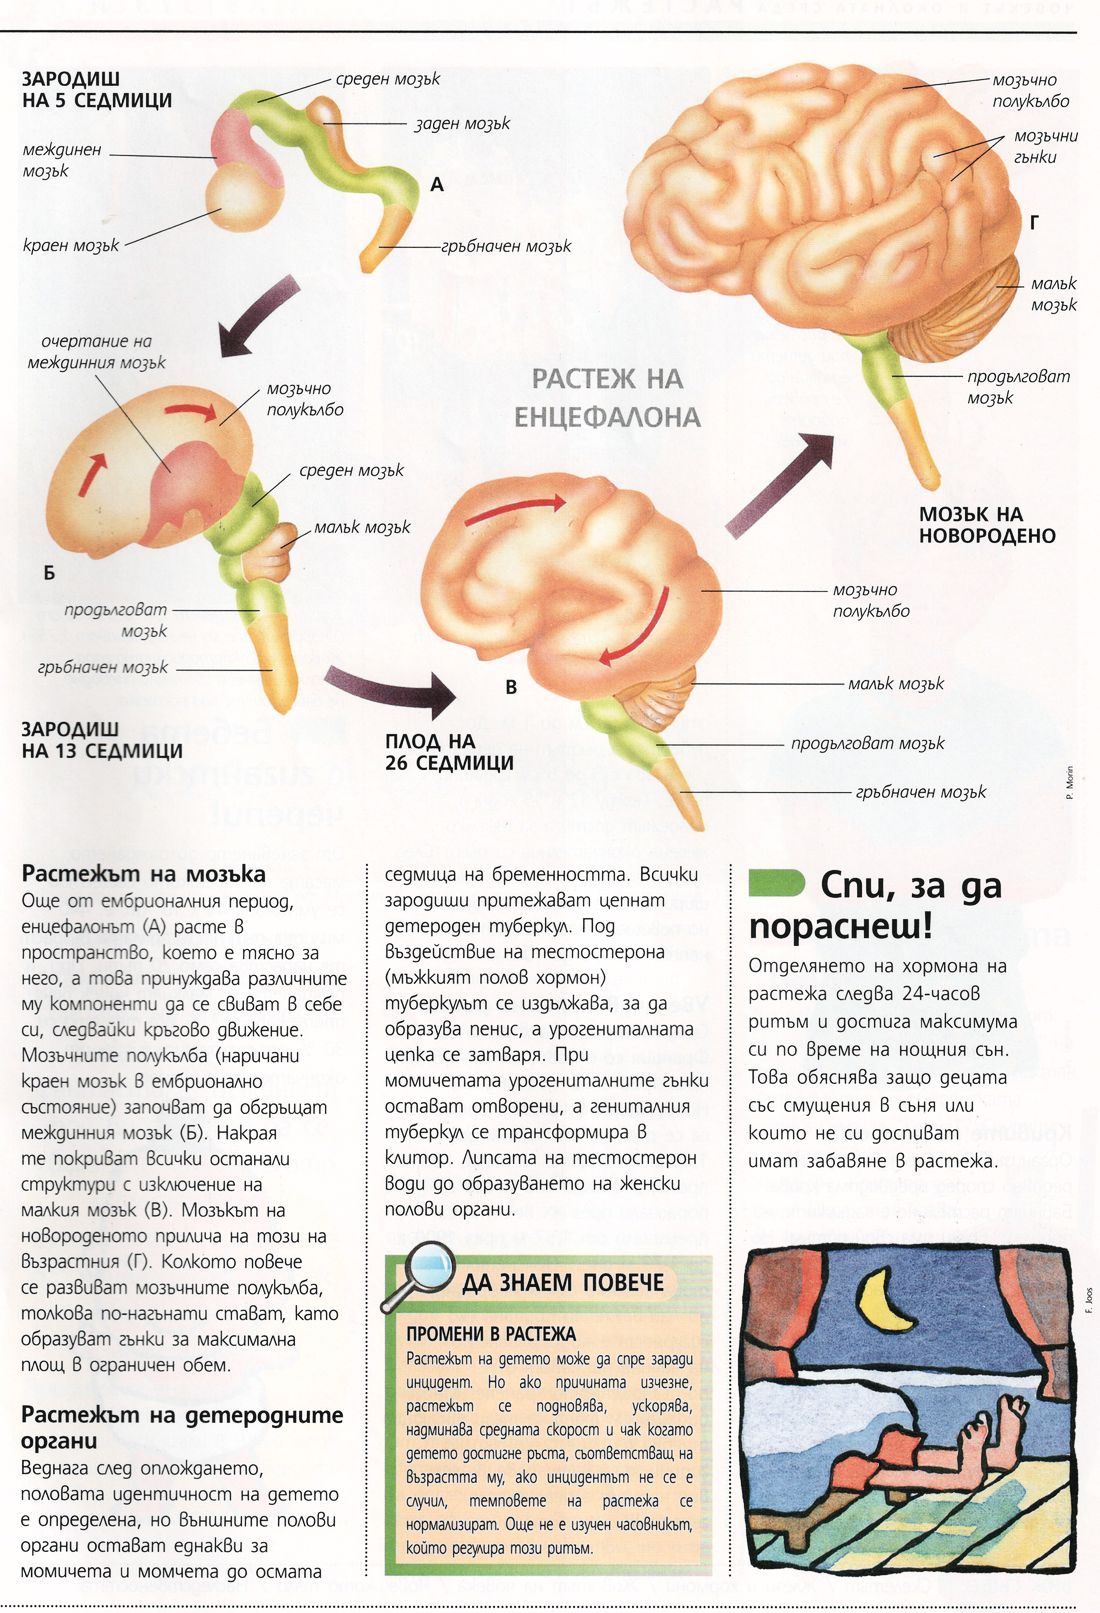 ЗАРОДИШ
НА 5 СЕДМИЦИ
среден мозък
заден мозък
междинен
мозък
А
краен мозък
гръбначен мозък
мозъчно
полукълбо
мозъчни
гънки
Г
малък
мозък
продълговат
мозък
МОЗЪК НА
НОВОРОДЕНО
РАСТЕЖ НА
ЕНЦЕФАЛОНА
очертание на
междинния мозък
мозъчно
полукълбо
среден мозък
малък мозък
Б
продълговат
мозък
гръбначен мозък
ЗАРОДИШ
НА 13 СЕДМИЦИ
мозъчно
полукълбо
В
малък мозък
продълговат мозък
гръбначен мозък
ПЛОД НА
26 СЕДМИЦИ
P. Morin
Растежът на мозъка
Още от ембрионалния период,
енцефалонът (А) расте в
пространство, което е тясно за
него, а това принуждава различните
му компоненти да се свиват в себе
си, следвайки кръгово движение.
Мозъчните полукълба (наричани
краен мозък в ембрионално
състояние) започват да обгръщат
междинния мозък (Б). Накрая
те покриват всички останали
структури с изключение на
малкия мозък (В). Мозъкът на
новороденото прилича на този на
възрастния (Г). Колкото повече
се развиват мозъчните полукълба,
толкова по-нагънати стават, като
образуват гънки за максимална
площ в ограничен обем.
Растежът на детеродните
органи
Веднага след оплождането,
половата идентичност на детето
е определена, но външните полови
органи остават еднакви за
момичета и момчета до осмата
седмица на бременността. Всички
зародиши притежават цепнат
детероден туберкул. Под
въздействие на тестостерона
(мъжкият полов хормон)
туберкулът се издължава, за да
образува пенис, а урогениталната
цепка се затваря. При
момичетата урогениталните гънки
остават отворени, а гениталния
туберкул се трансформира в
клитор. Липсата на тестостерон
води до образуването на женски
полови органи.
ДА ЗНАЕМ ПОВЕЧЕ
ПРОМЕНИ В РАСТЕЖА
Растежът на детето може да спре заради
инцидент. Но ако причината изчезне,
растежът се подновява, ускорява,
надминава средната скорост и чак когато
детето достигне ръста, съответстващ на
възрастта му, ако инцидентът не се е
случил, темповете на растежа се
нормализират. Още не е изучен часовникът,
който регулира този ритъм.
Спи, за да
пораснеш!
Отделянето на хормона на
растежа следва 24-часов
ритъм и достига максимума
си по време на нощния сън.
Това обяснява защо децата
със смущения в съня или
които не си доспиват
имат забавяне в растежа.
F. Joos